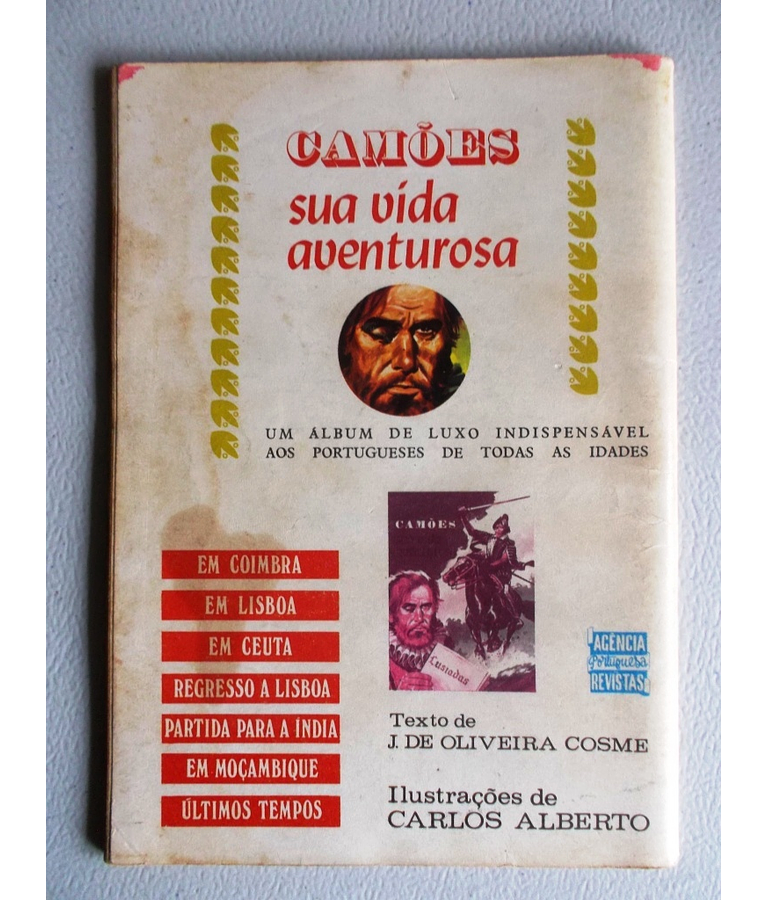 CAMÕES
sua vida
aventurosa
UM ÁLBUM DE LUXO INDISPENSÁVEL
AOS PORTUGUESES DE TODAS AS IDADES
CAMÕES
Lusiadas
EM COIMBRA
EM LISBOA
EM CEUTA
REGRESSO A LISBOA
PARTIDA PARA A ÍNDIA
EM MOÇAMBIQUE
ÚLTIMOS TEMPOS
AGÊNCIA
Portuguesa
REVISTAS
Texto de
J. DE OLIVEIRA COSME
Ilustrações de
CARLOS ALBERTO